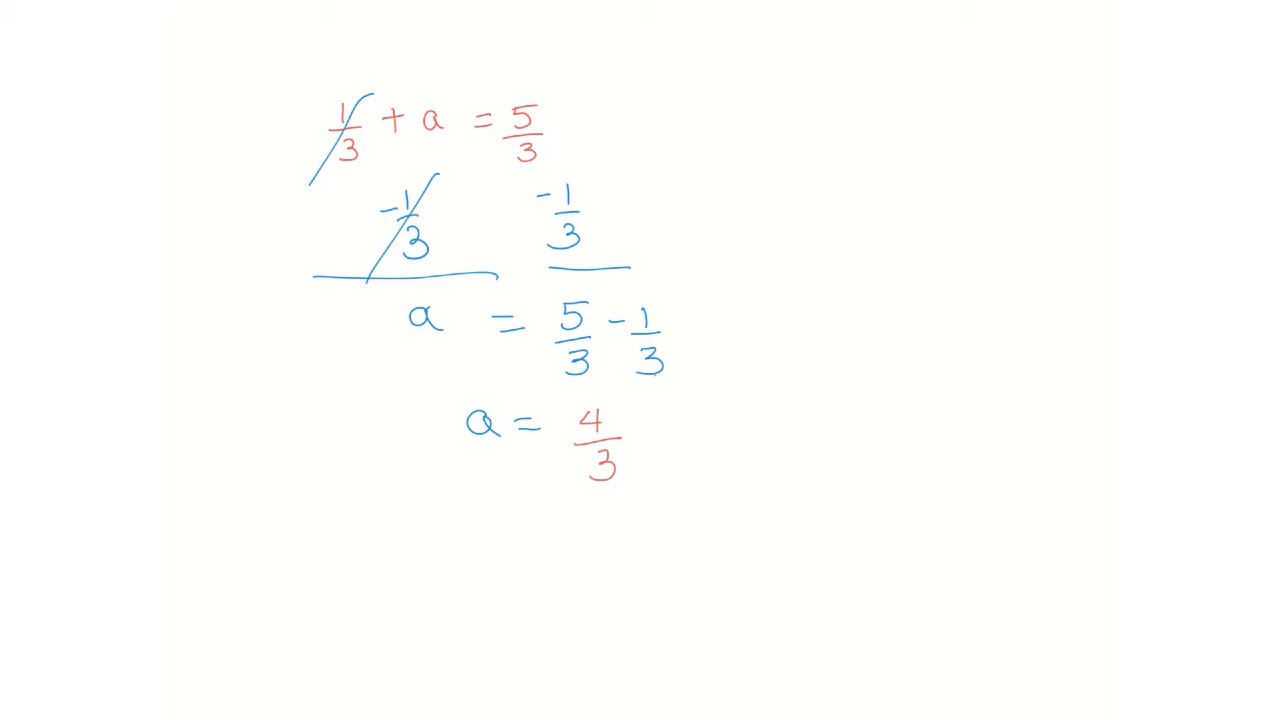 1/3 + a = 5/3
-1/3 -1/3
a = 5/3 - 1/3
a = 4/3